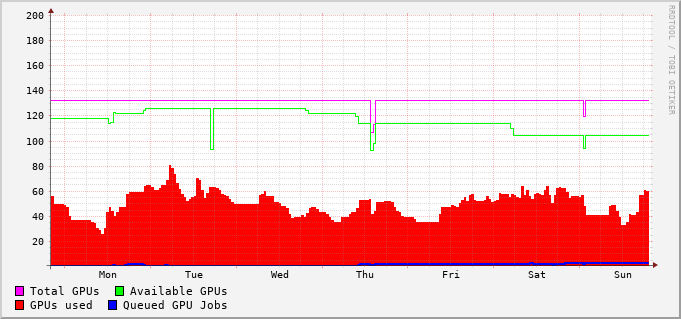 200
180
160
140
120
100
80
60
40
20
Mon Tue Wed Thu Fri Sat Sun
Total GPUs Available GPUs
GPUs used Queued GPU Jobs
RRDTOOL / TOBI OETIKER